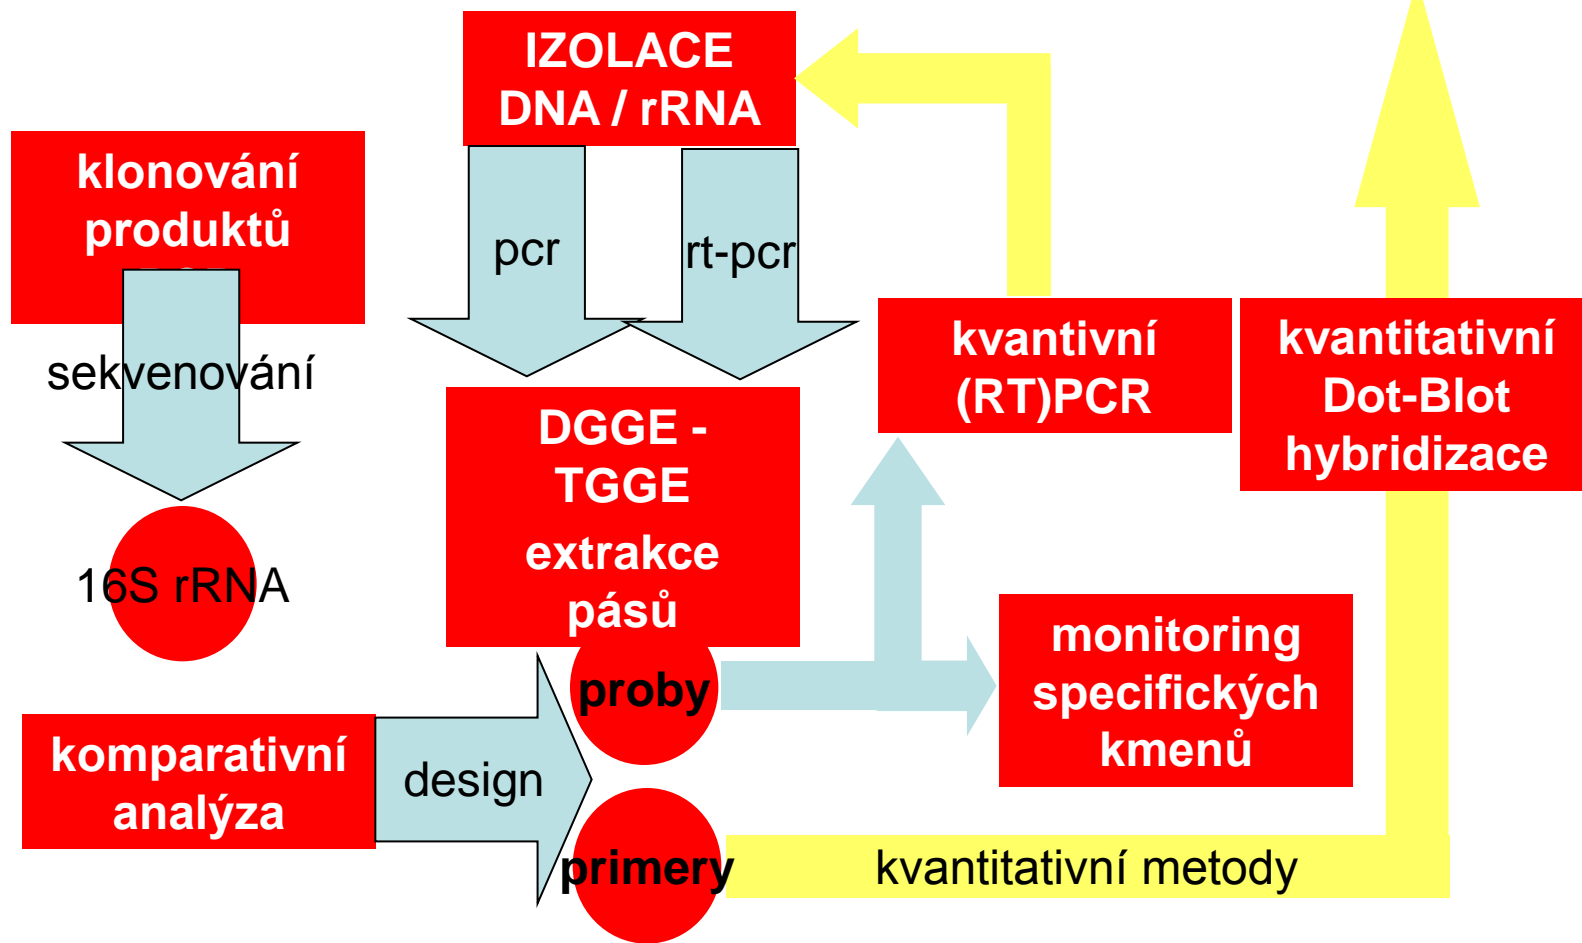 IZOLACE
DNA / rRNA
klonování
produktů
pcr
rt-pcr
sekvenování
kvantivní
(RT)PCR
kvantitativní
Dot-Blot
hybridizace
DGGE -
TGGE
extrakce
pásů
16S rRNA
proby
monitoring
specifických
kmenů
komparativní
analýza
design
primery
kvantitativní metody